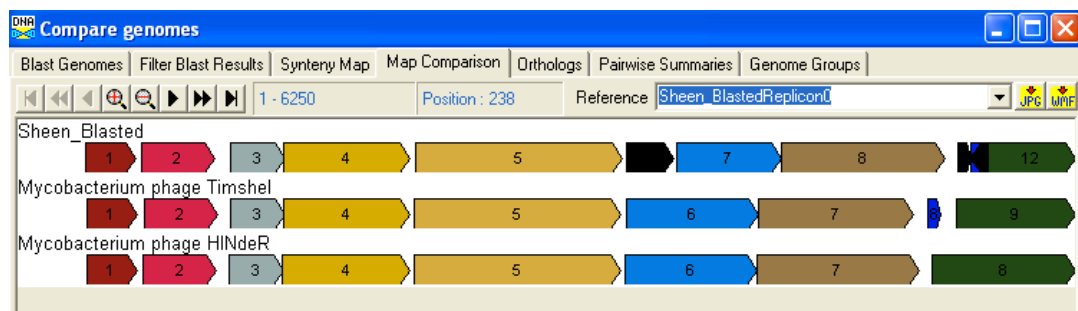 DNA Compare genomes
Blast Genomes Filter Blast Results Synteny Map Map Comparison Orthologs Pairwise Summaries Genome Groups
1 - 6250 Position : 238 Reference Sheen_BlastedReplicon0 JPG WMF
Sheen_Blasted
1 2 3 4 5 7 8 12
Mycobacterium phage Timshel
1 2 3 4 5 6 7 8 9
Mycobacterium phage HINdeR
1 2 3 4 5 6 7 8